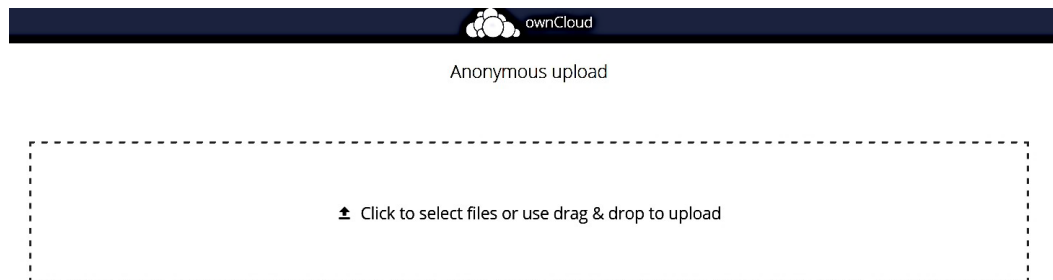 ownCloud
Anonymous upload
Click to select files or use drag & drop to upload